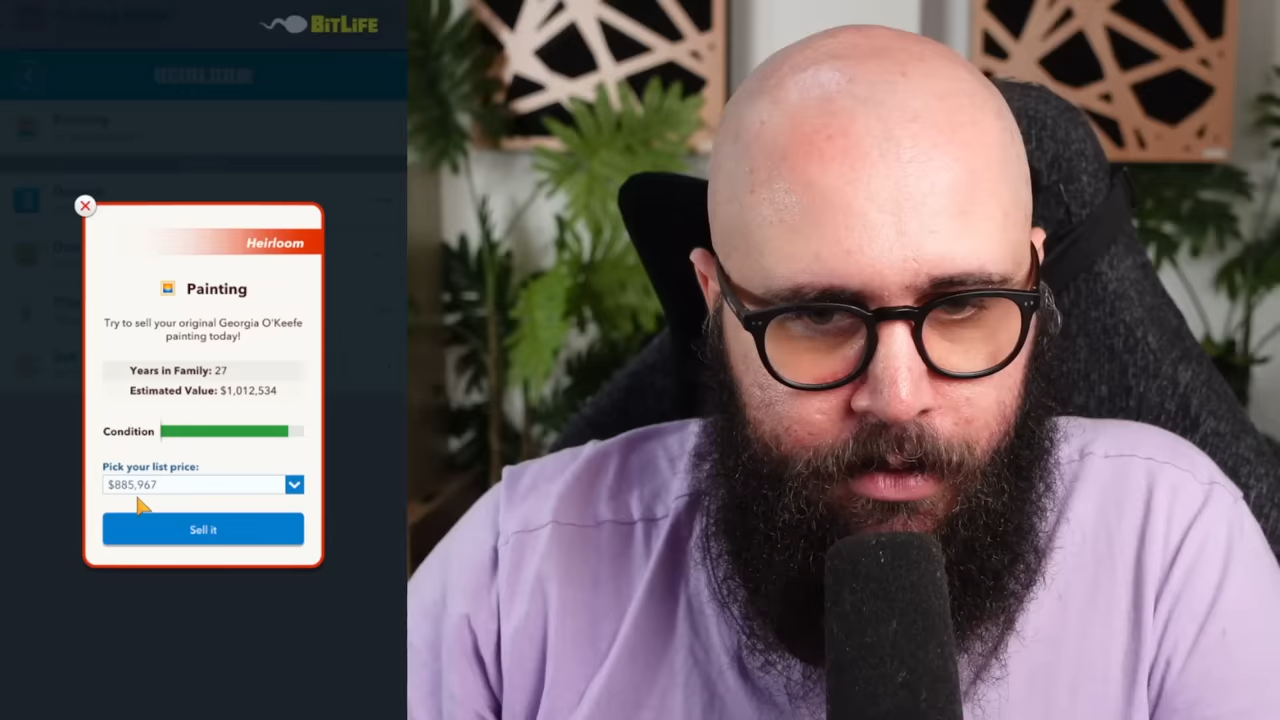 BITLIFE
Heirloom
Painting
Try to sell your original Georgia O'Keefe
painting today!
Years in Family: 27
Estimated Value: $1,012,534
Condition
Pick your list price:
$885,967
Sell it